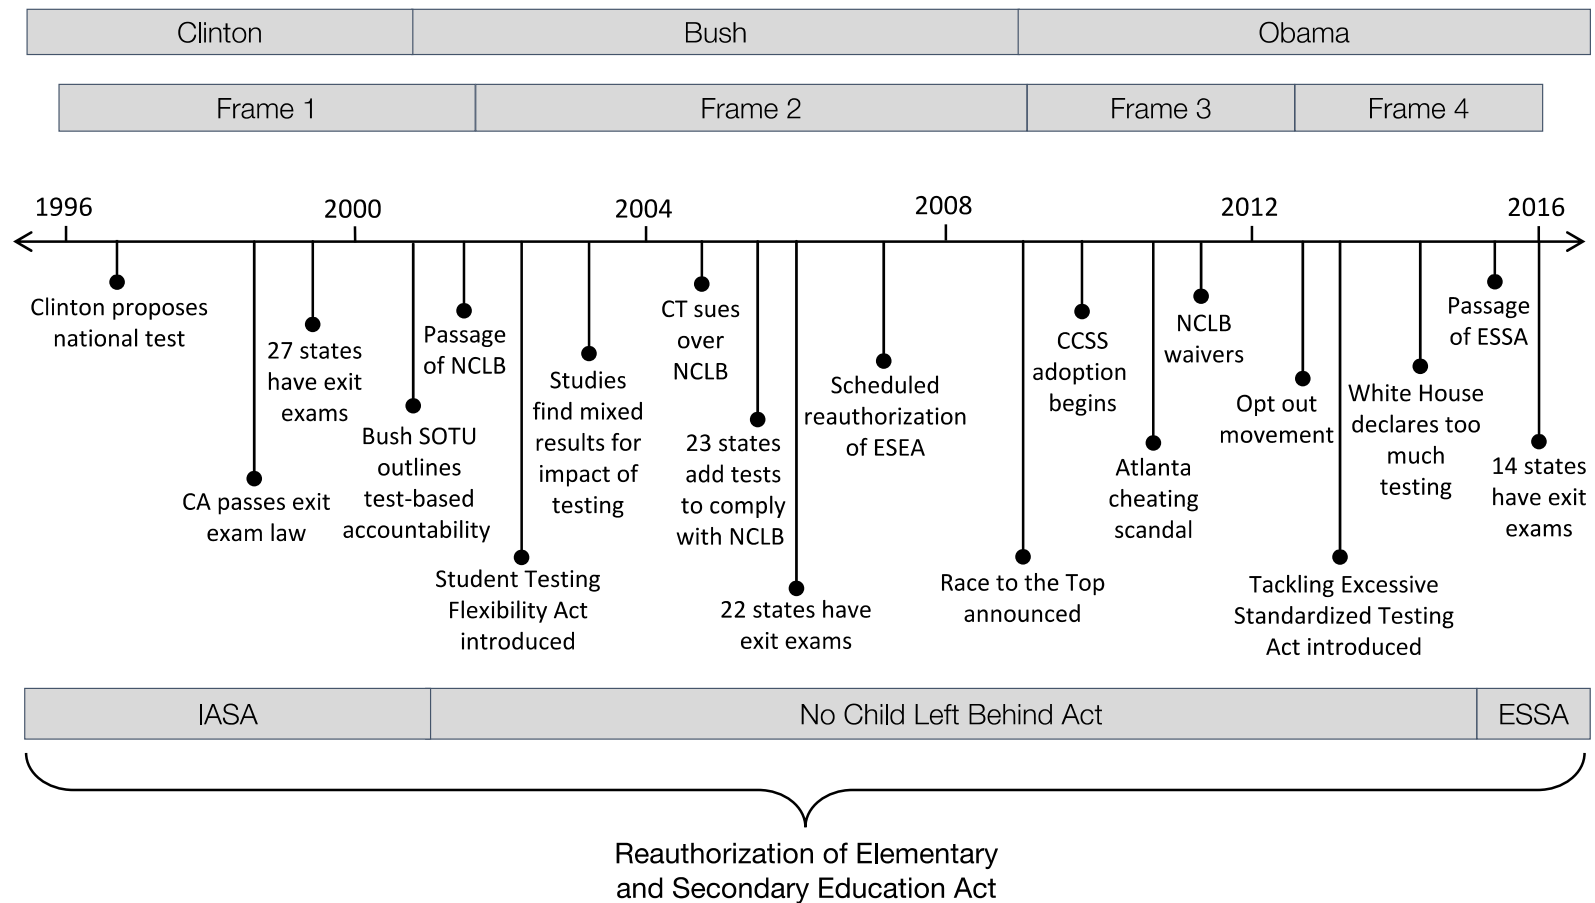 Clinton
Bush
Obama
Frame 1
Frame 2
Frame 3
Frame 4
1996
2000
2004
2008
2012
2016
Clinton proposes
national test
CA passes exit
exam law
27 states
have exit
exams
Bush SOTU
outlines
test-based
accountability
Passage
of NCLB
Student Testing
Flexibility Act
introduced
Studies
find mixed
results for
impact of
testing
CT sues
over
NCLB
23 states
add tests
to comply
with NCLB
22 states have
exit exams
Scheduled
reauthorization
of ESEA
Race to the Top
announced
CCSS
adoption
begins
Atlanta
cheating
scandal
NCLB
waivers
Opt out
movement
Tackling Excessive
Standardized Testing
Act introduced
White House
declares too
much
testing
Passage
of ESSA
14 states
have exit
exams
IASA
No Child Left Behind Act
ESSA
Reauthorization of Elementary
and Secondary Education Act